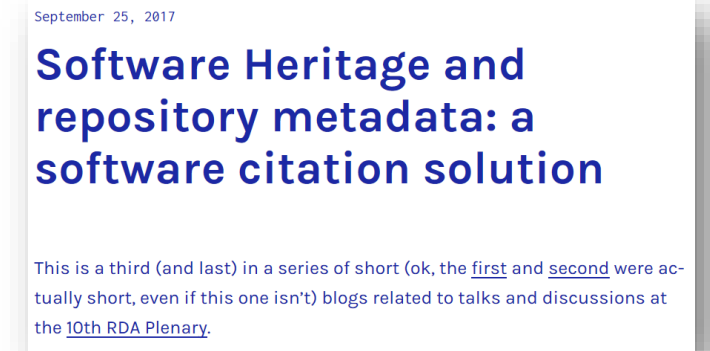 September 25, 2017
Software Heritage and
repository metadata: a
software citation solution
This is a third (and last) in a series of short (ok, the first and second were ac-
tually short, even if this one isn’t) blogs related to talks and discussions at
the 10th RDA Plenary.